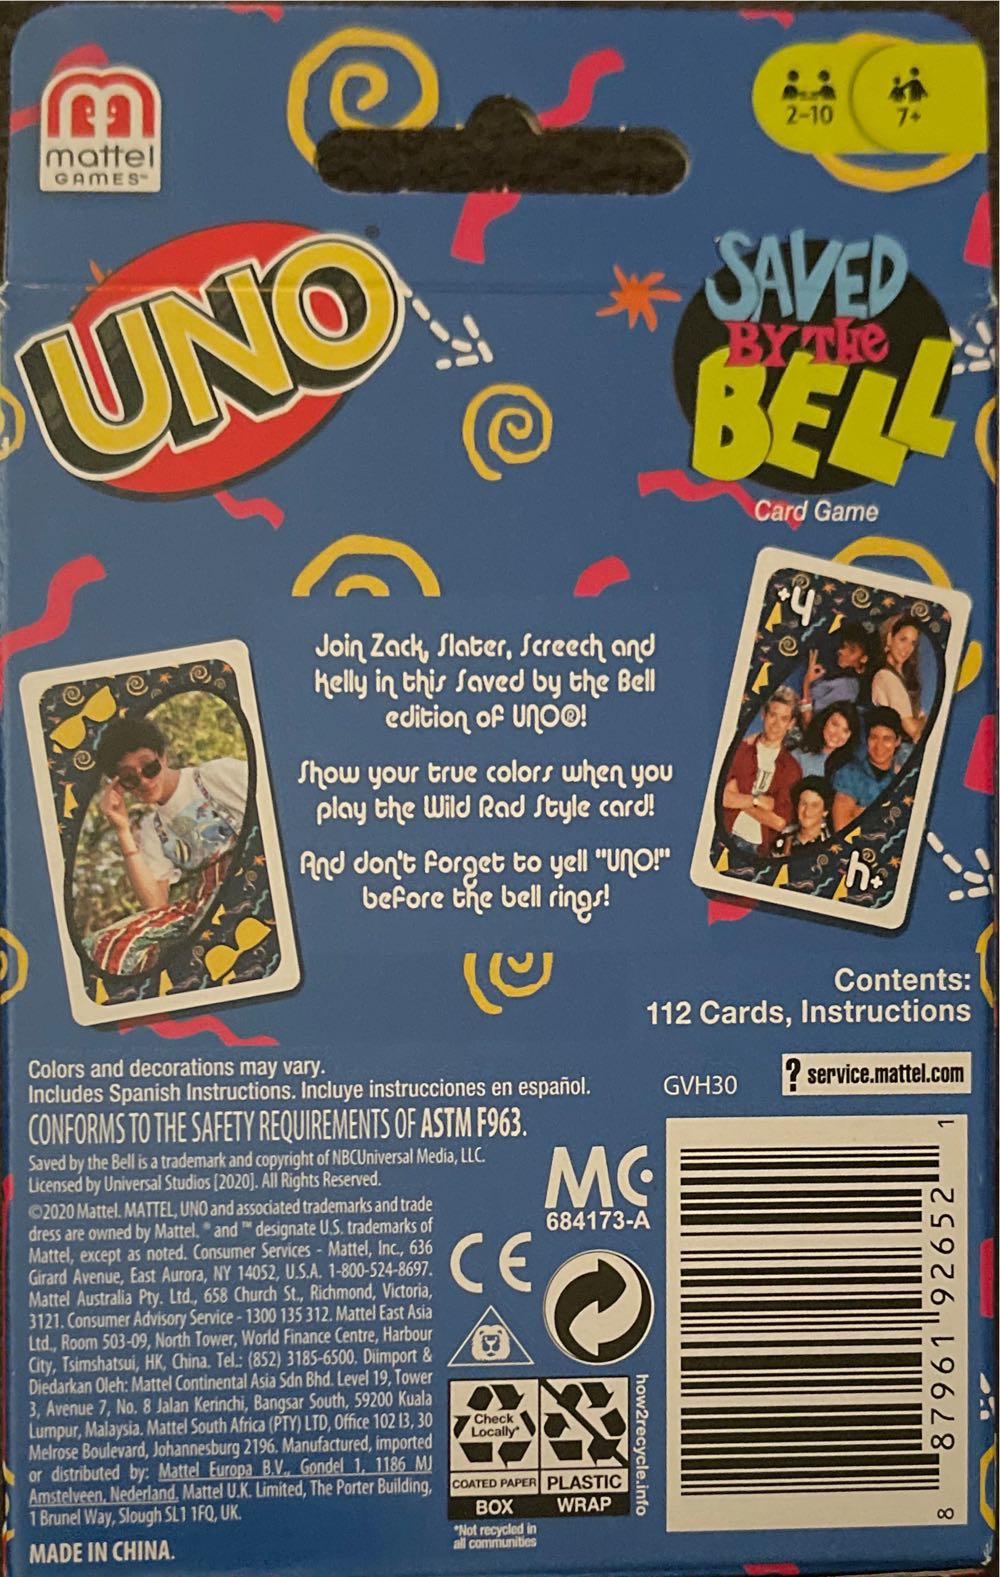 mattel
GAMES™
2-10
7+
UNO®
SAVED
BY THE
BELL
Card Game
+4
+4
Join Zack, Slater, Screech and
Kelly in this Saved by the Bell
edition of UNO®!
Show your true colors when you
play the Wild Rad Style card!
And don't forget to yell "UNO!"
before the bell rings!
Contents:
112 Cards, Instructions
Colors and decorations may vary.
Includes Spanish Instructions. Incluye instrucciones en español.
GVH30
? service.mattel.com
CONFORMS TO THE SAFETY REQUIREMENTS OF ASTM F963.
Saved by the Bell is a trademark and copyright of NBCUniversal Media, LLC.
Licensed by Universal Studios [2020]. All Rights Reserved.
©2020 Mattel. MATTEL, UNO and associated trademarks and trade
dress are owned by Mattel. ® and ™ designate U.S. trademarks of
Mattel, except as noted. Consumer Services - Mattel, Inc., 636
Girard Avenue, East Aurora, NY 14052, U.S.A. 1-800-524-8697.
Mattel Australia Pty. Ltd., 658 Church St., Richmond, Victoria,
3121. Consumer Advisory Service - 1300 135 312. Mattel East Asia
Ltd., Room 503-09, North Tower, World Finance Centre, Harbour
City, Tsimshatsui, HK, China. Tel.: (852) 3185-6500. Diimport &
Diedarkan Oleh: Mattel Continental Asia Sdn Bhd. Level 19, Tower
3, Avenue 7, No. 8 Jalan Kerinchi, Bangsar South, 59200 Kuala
Lumpur, Malaysia. Mattel South Africa (PTY) LTD, Office 102 I3, 30
Melrose Boulevard, Johannesburg 2196. Manufactured, imported
or distributed by: Mattel Europa B.V., Gondel 1, 1186 MJ
Amstelveen, Nederland. Mattel U.K. Limited, The Porter Building,
1 Brunel Way, Slough SL1 1FQ, UK.
MADE IN CHINA.
MC
684173-A
CE
Check
Locally*
COATED PAPER
BOX
PLASTIC
WRAP
how2recycle.info
*Not recycled in
all communities
8 87961 92652 1